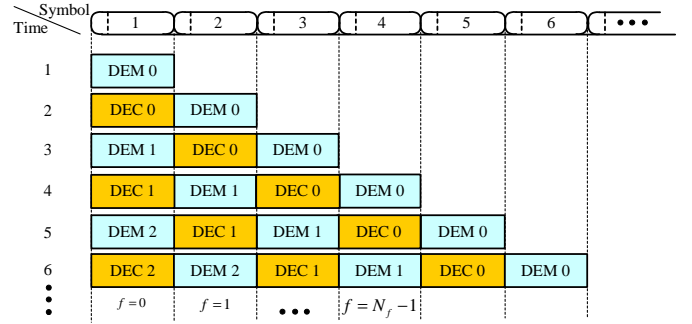 Symbol
Time
1 2 3 4 5 6 •••
1 DEM 0
2 DEC 0 DEM 0
3 DEM 1 DEC 0 DEM 0
4 DEC 1 DEM 1 DEC 0 DEM 0
5 DEM 2 DEC 1 DEM 1 DEC 0 DEM 0
6 DEC 2 DEM 2 DEC 1 DEM 1 DEC 0 DEM 0
f = 0 f = 1 ••• f = N_f − 1